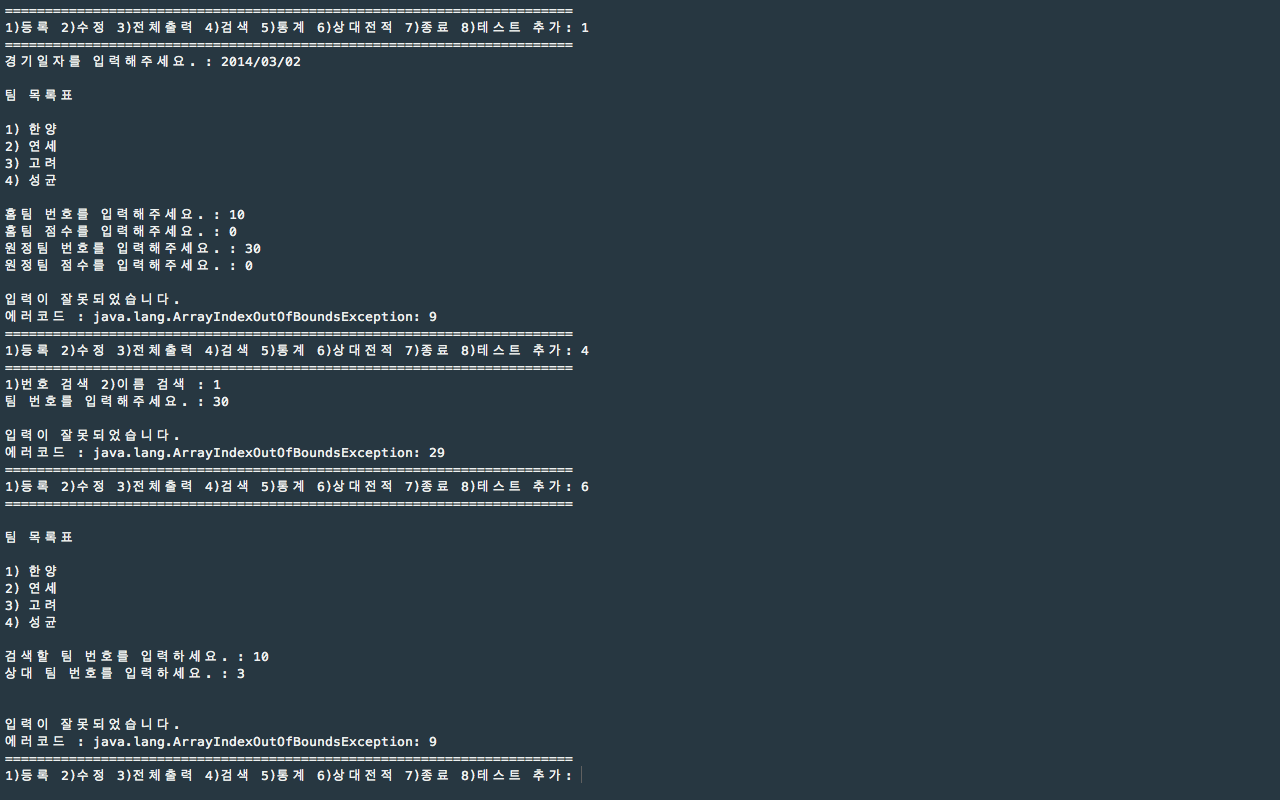 =======================================================================
1)등록 2)수정 3)전체출력 4)검색 5)통계 6)상대전적 7)종료 8)테스트 추가: 1
=======================================================================
경기일자를 입력해주세요. : 2014/03/02
팀 목록표
1) 한양
2) 연세
3) 고려
4) 성균
홈팀 번호를 입력해주세요. : 10
홈팀 점수를 입력해주세요. : 0
원정팀 번호를 입력해주세요. : 30
원정팀 점수를 입력해주세요. : 0
입력이 잘못되었습니다.
에러코드 : java.lang.ArrayIndexOutOfBoundsException: 9
=======================================================================
1)등록 2)수정 3)전체출력 4)검색 5)통계 6)상대전적 7)종료 8)테스트 추가: 4
=======================================================================
1)번호 검색 2)이름 검색 : 1
팀 번호를 입력해주세요. : 30
입력이 잘못되었습니다.
에러코드 : java.lang.ArrayIndexOutOfBoundsException: 29
=======================================================================
1)등록 2)수정 3)전체출력 4)검색 5)통계 6)상대전적 7)종료 8)테스트 추가: 6
=======================================================================
팀 목록표
1) 한양
2) 연세
3) 고려
4) 성균
검색할 팀 번호를 입력하세요. : 10
상대 팀 번호를 입력하세요. : 3
입력이 잘못되었습니다.
에러코드 : java.lang.ArrayIndexOutOfBoundsException: 9
=======================================================================
1)등록 2)수정 3)전체출력 4)검색 5)통계 6)상대전적 7)종료 8)테스트 추가: